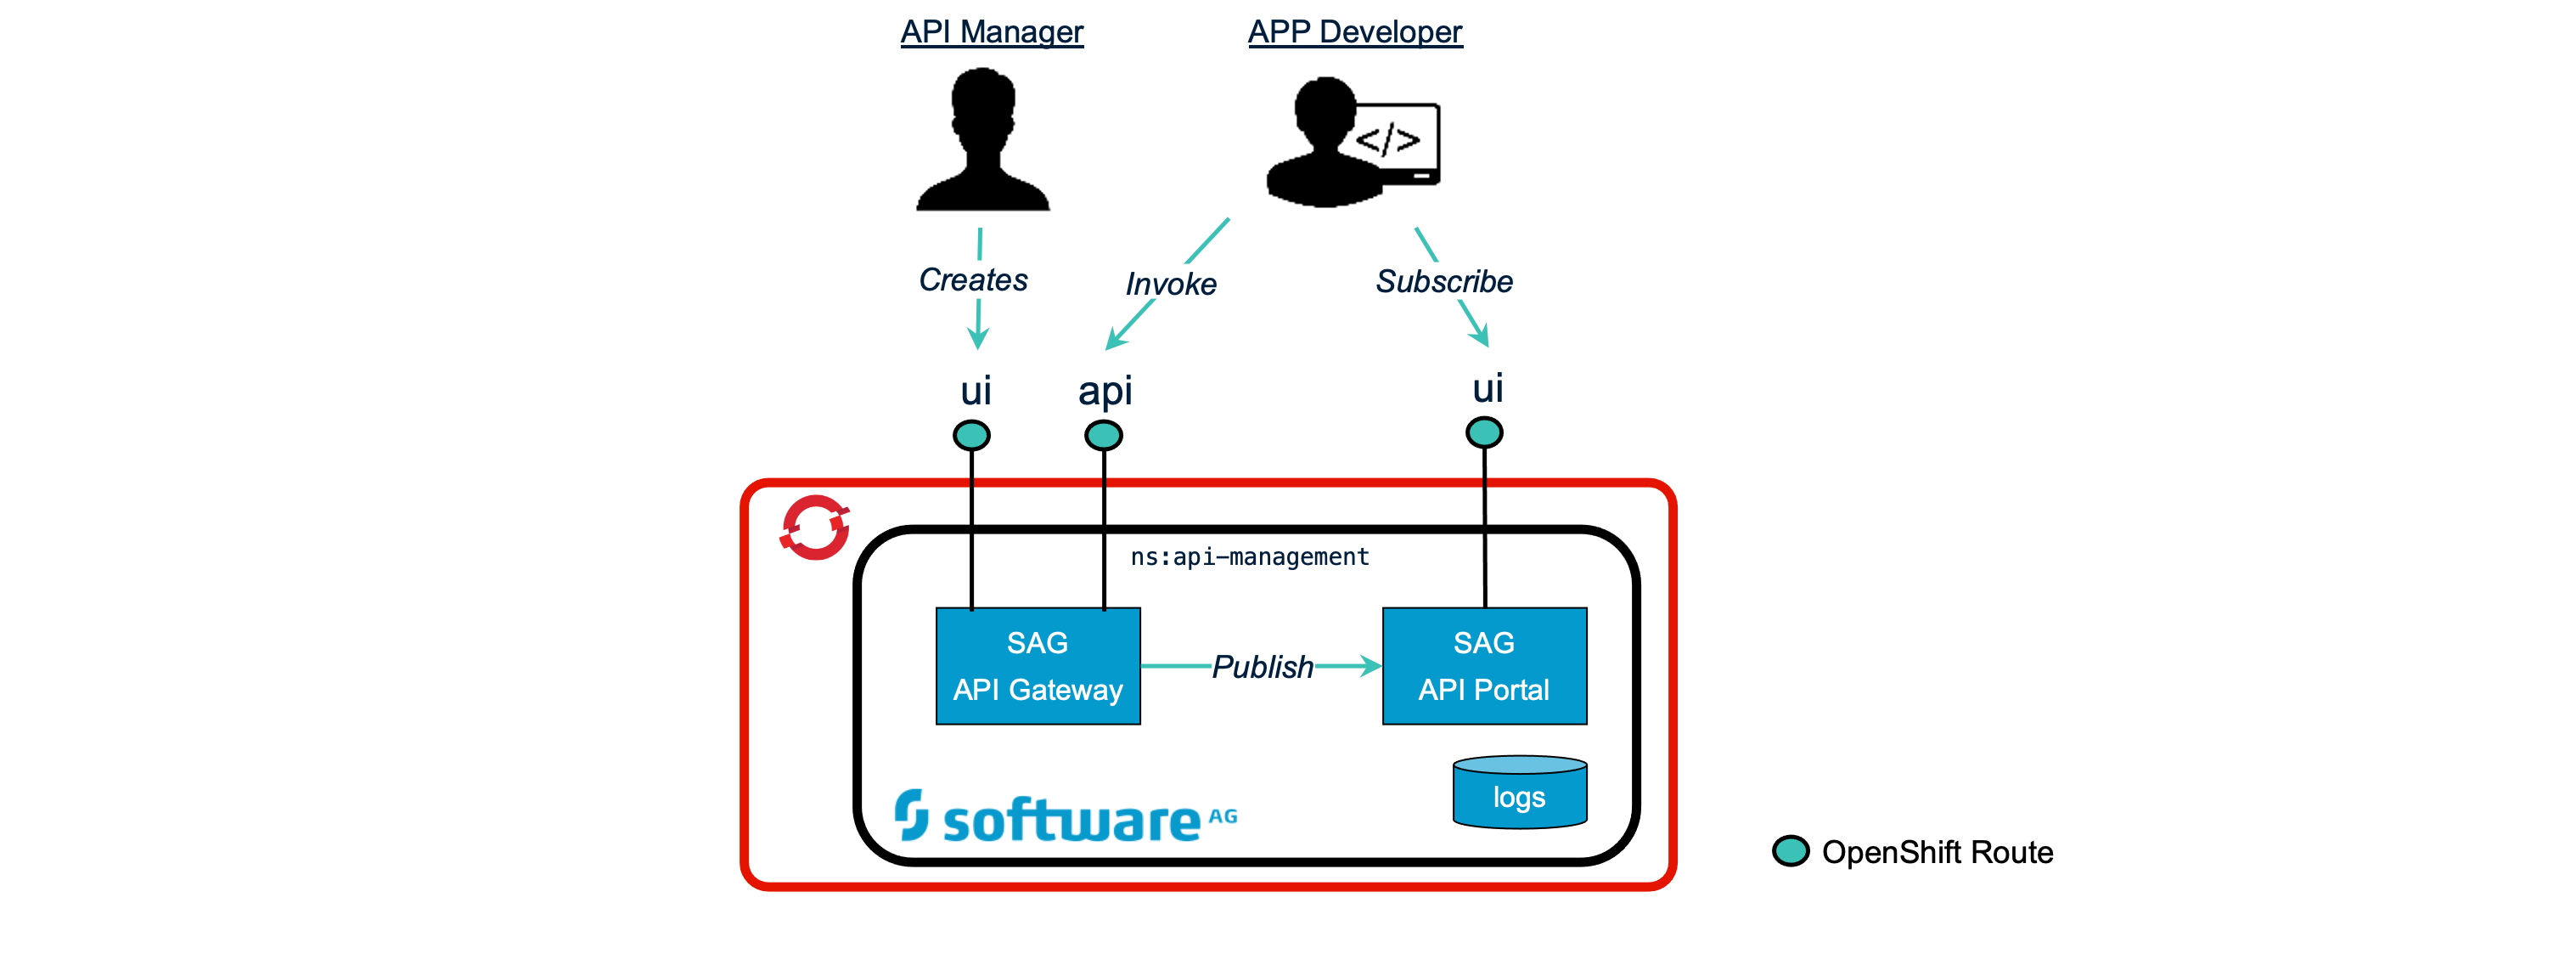 API Manager
APP Developer
Creates
Invoke
Subscribe
ui
api
ui
</>
ns:api-management
SAG
API Gateway
Publish
SAG
API Portal
logs
software AG
OpenShift Route